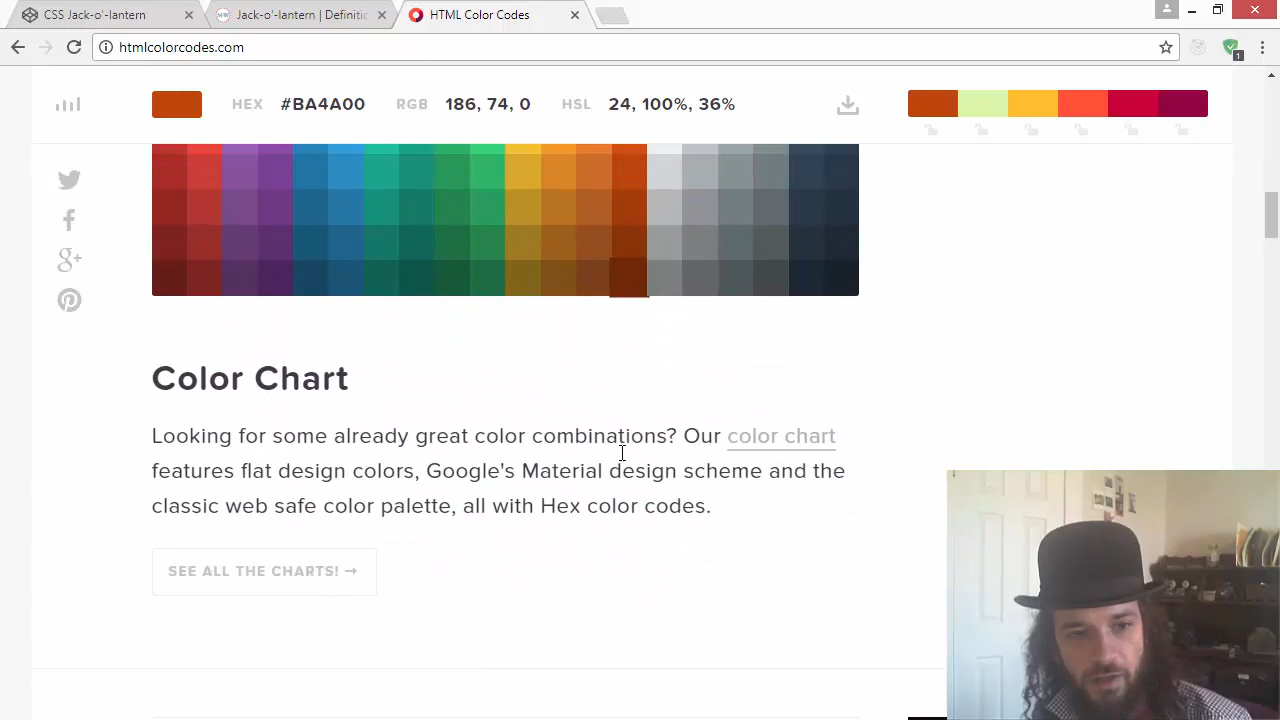 CSS Jack-o'-lantern
Jack-o'-lantern | Definitic
HTML Color Codes
htmlcolorcodes.com
1
HEX #BA4A00 RGB 186, 74, 0 HSL 24, 100%, 36%
Color Chart
Looking for some already great color combinations? Our color chart
features flat design colors, Google's Material design scheme and the
classic web safe color palette, all with Hex color codes.
SEE ALL THE CHARTS! →